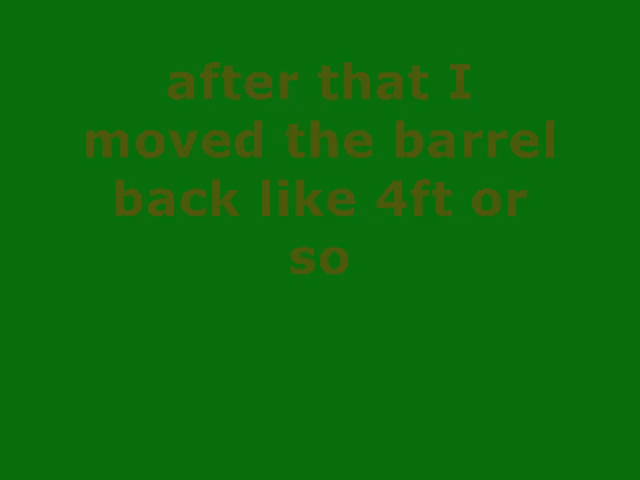 after that I
moved the barrel
back like 4ft or
so